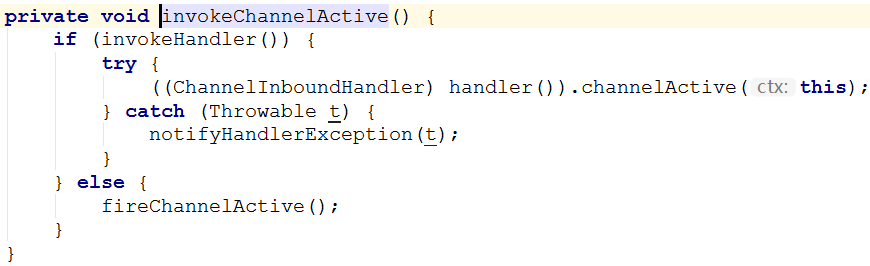 private void invokeChannelActive() {
    if (invokeHandler()) {
        try {
            ((ChannelInboundHandler) handler()).channelActive( ctx: this);
        } catch (Throwable t) {
            notifyHandlerException(t);
        }
    } else {
        fireChannelActive();
    }
}